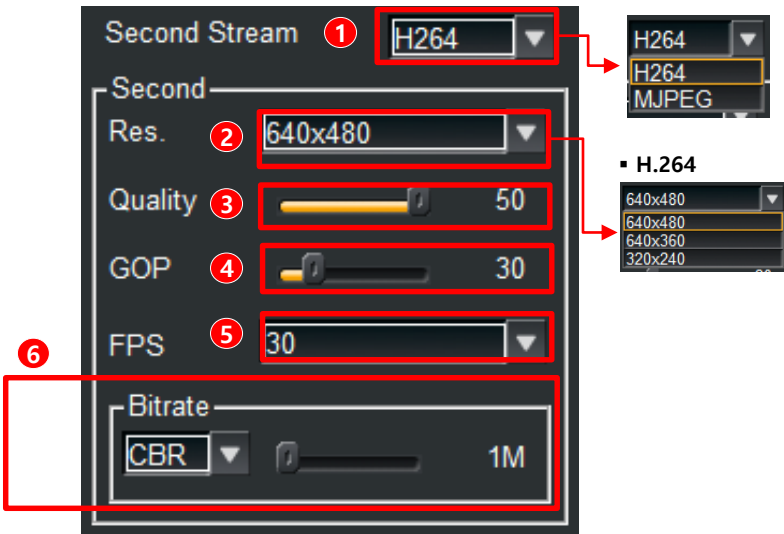 Second Stream 1 H264
Second
Res. 2 640x480
Quality 3 50
GOP 4 30
FPS 5 30
6
Bitrate
CBR 1M
H264
H264
MJPEG
▪ H.264
640x480
640x480
640x360
320x240